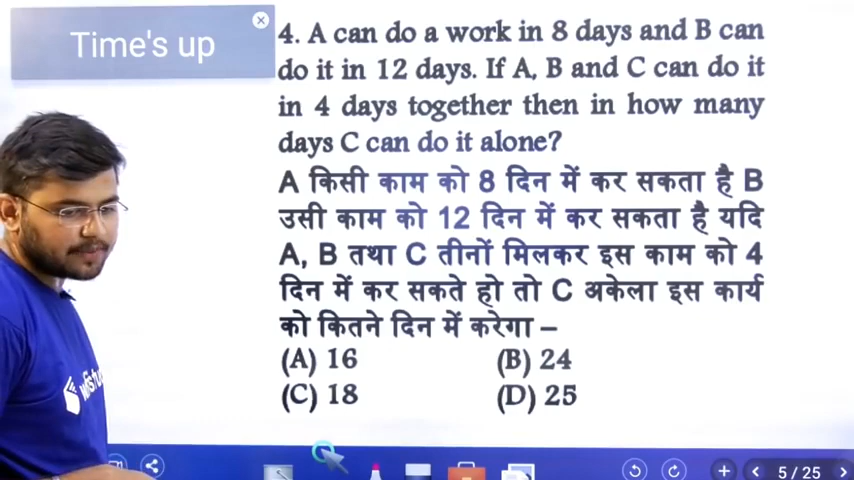 Time's up
4. A can do a work in 8 days and B can
do it in 12 days. If A, B and C can do it
in 4 days together then in how many
days C can do it alone?
A किसी काम को 8 दिन में कर सकता है B
उसी काम को 12 दिन में कर सकता है यदि
A, B तथा C तीनों मिलकर इस काम को 4
दिन में कर सकते हो तो C अकेला इस कार्य
को कितने दिन में करेगा –
(A) 16 (B) 24
(C) 18 (D) 25
5 / 25